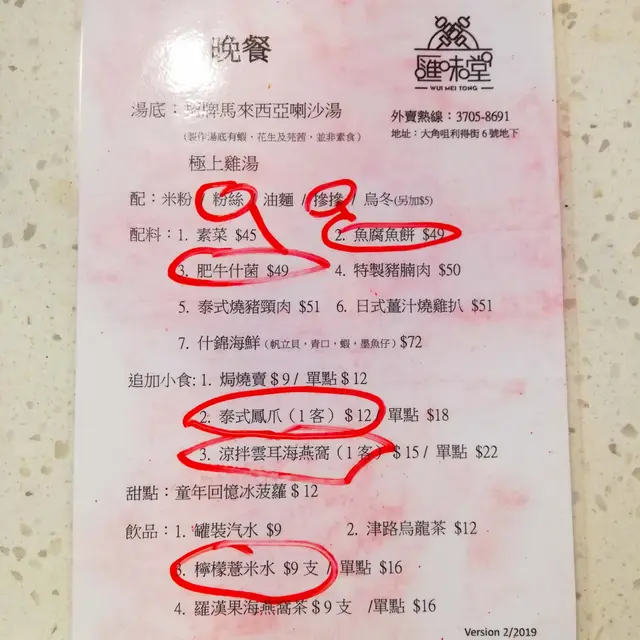 晚餐
匯味堂
WUI MEI TONG
湯底：招牌馬來西亞喇沙湯
(製作湯底有蝦，花生及芫茜，並非素食)
外賣熱線：3705-8691
地址：大角咀利得街6號地下
極上雞湯
配：米粉 / 粉絲 / 油麵 / 摻摻 / 烏冬(另加$5)
配料：1. 素菜 $45 2. 魚腐魚餅 $49
3. 肥牛什菌 $49 4. 特製豬腩肉 $50
5. 泰式燒豬頸肉 $51 6. 日式薑汁燒雞扒 $51
7. 什錦海鮮 (帆立貝，青口，蝦，墨魚仔) $72
追加小食: 1. 焗燒賣 $ 9 / 單點 $ 12
2. 泰式鳳爪（1 客）$ 12 / 單點 $18
3. 涼拌雲耳海燕窩（1 客）$ 15 / 單點 $22
甜點：童年回憶冰菠蘿 $ 12
飲品：1. 罐裝汽水 $9 2. 津路烏龍茶 $12
3. 檸檬薏米水 $9 支 / 單點 $16
4. 羅漢果海燕窩茶 $ 9 支 /單點 $16
Version 2/2019